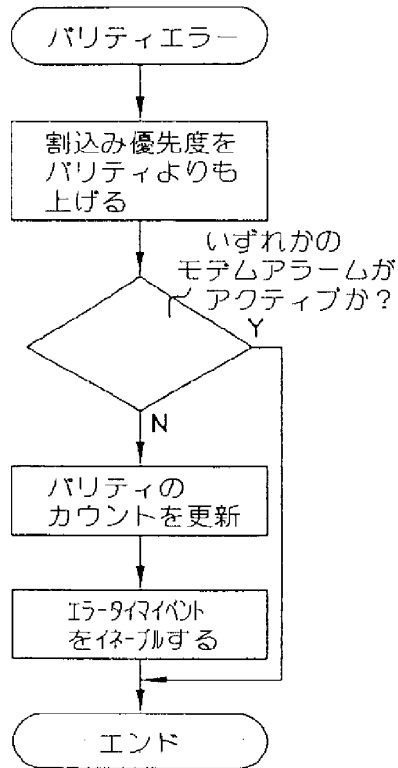 パリティエラー
割込み優先度を
パリティよりも
上げる
いずれかの
モデムアラームが
アクティブか?
Y
N
パリティの
カウントを更新
エラータイマイベント
をイネーブルする
エンド